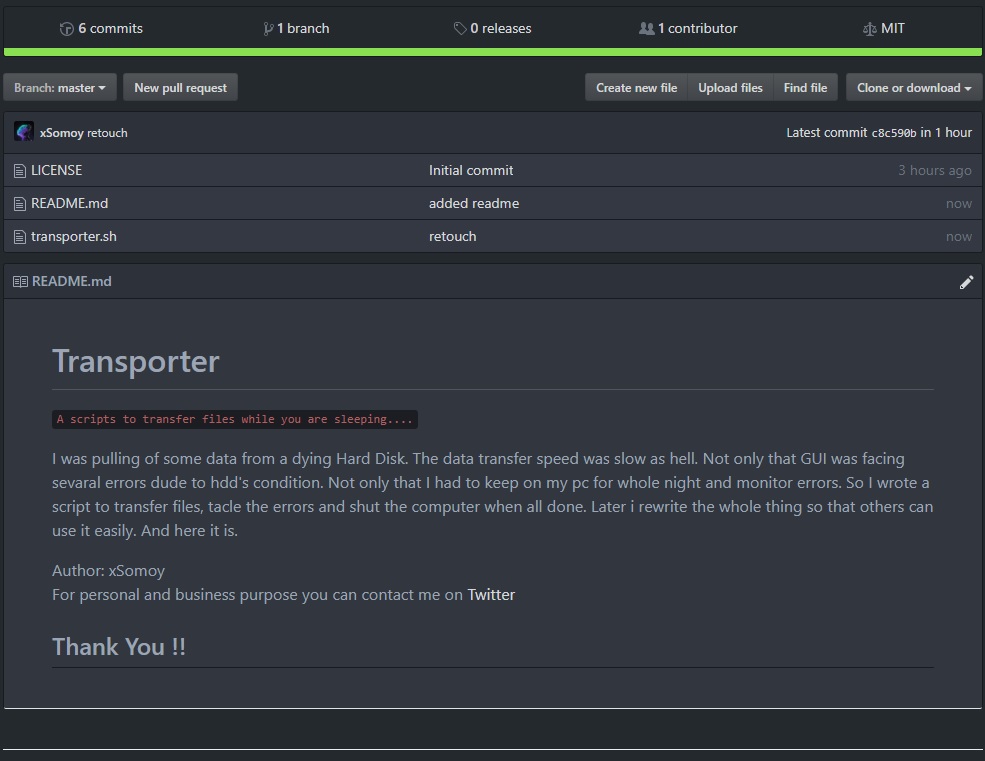 6 commits 1 branch 0 releases 1 contributor MIT
Branch: master New pull request Create new file Upload files Find file Clone or download
xSomoy retouch Latest commit c8c590b in 1 hour
LICENSE Initial commit 3 hours ago
README.md added readme now
transporter.sh retouch now
README.md
Transporter
A scripts to transfer files while you are sleeping....
I was pulling of some data from a dying Hard Disk. The data transfer speed was slow as hell. Not only that GUI was facing
sevaral errors dude to hdd's condition. Not only that I had to keep on my pc for whole night and monitor errors. So I wrote a
script to transfer files, tacle the errors and shut the computer when all done. Later i rewrite the whole thing so that others can
use it easily. And here it is.
Author: xSomoy
For personal and business purpose you can contact me on Twitter
Thank You !!